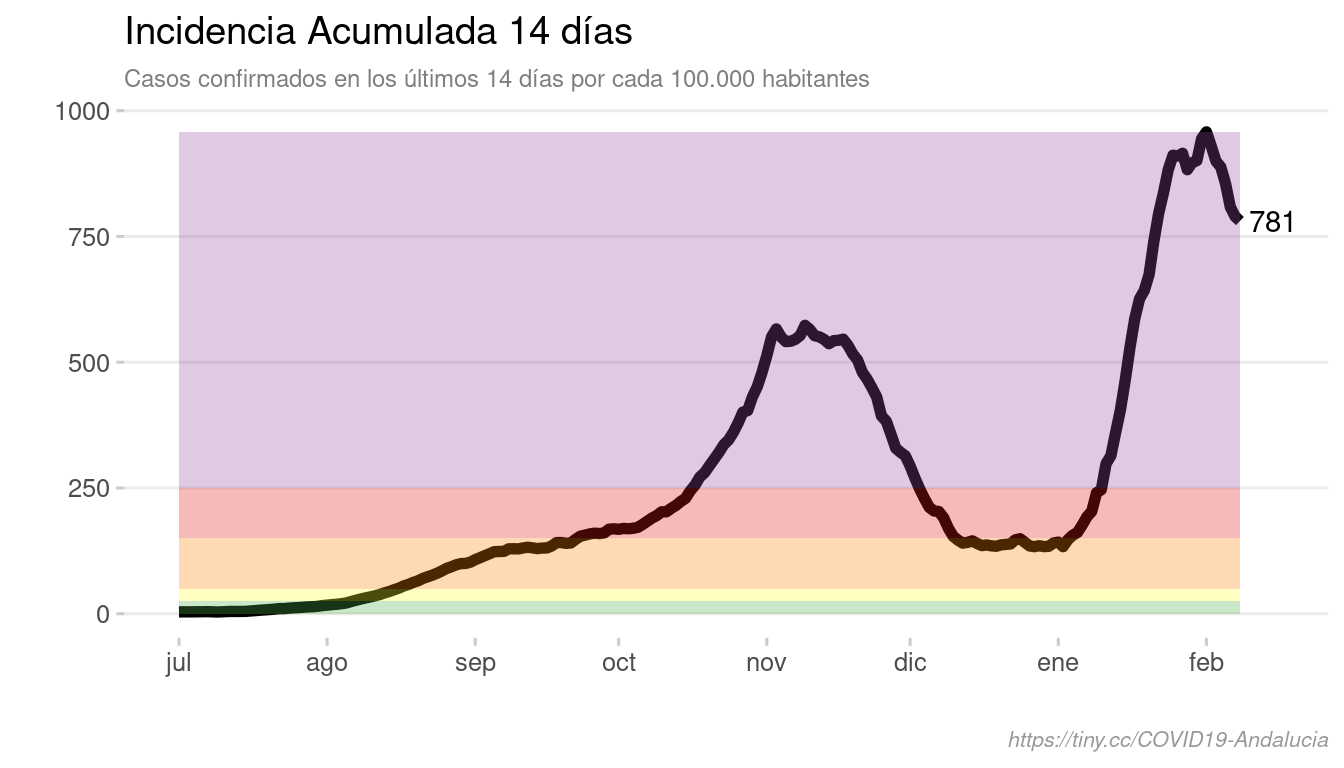 Incidencia Acumulada 14 días
Casos confirmados en los últimos 14 días por cada 100.000 habitantes
1000
750
781
500
250
0
jul ago sep oct nov dic ene feb
https://tiny.cc/COVID19-Andalucia